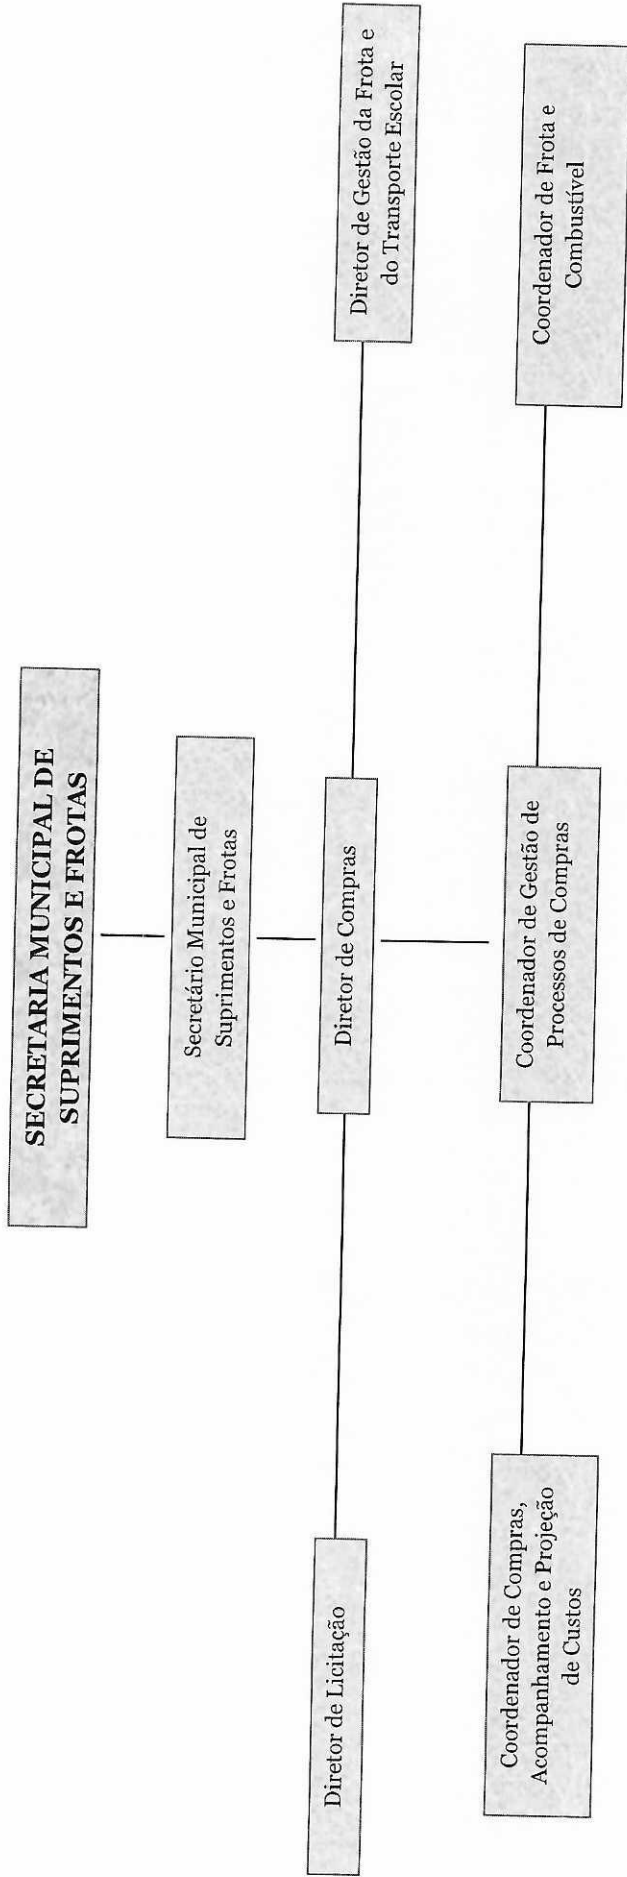 SECRETARIA MUNICIPAL DE
SUPRIMENTOS E FROTAS
Secretário Municipal de
Suprimentos e Frotas
Diretor de Licitação
Diretor de Compras
Diretor de Gestão da Frota e
do Transporte Escolar
Coordenador de Compras,
Acompanhamento e Projeção
de Custos
Coordenador de Gestão de
Processos de Compras
Coordenador de Frota e
Combustível